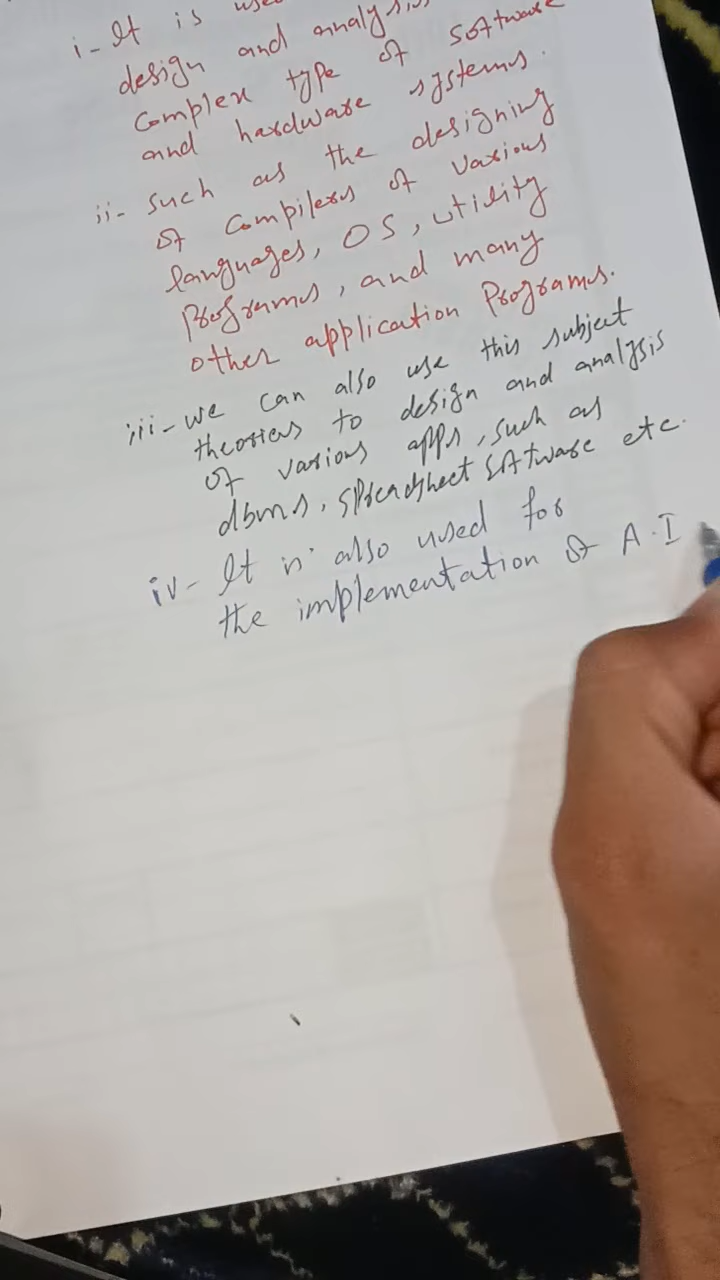 i- It is used
design and analysis
complex type of software
and hardware systems.
ii- such as the designing
of compilers of various
languages, OS, utility
Programs, and many
other application Programs.
iii- we can also use this subject
theories to design and analysis
of various apps, such as
dbms, spreadsheet software etc.
iv- It is also used for
the implementation of A.I